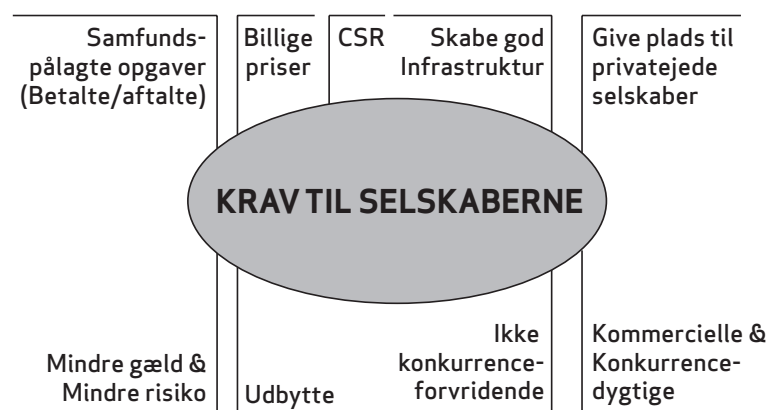 Samfunds-
pålagte opgaver
(Betalte/aftalte)
Billige
priser
CSR
Skabe god
Infrastruktur
Give plads til
privatejede
selskaber
KRAV TIL SELSKABERNE
Mindre gæld &
Mindre risiko
Udbytte
Ikke
konkurrence-
forvridende
Kommercielle &
Konkurrence-
dygtige